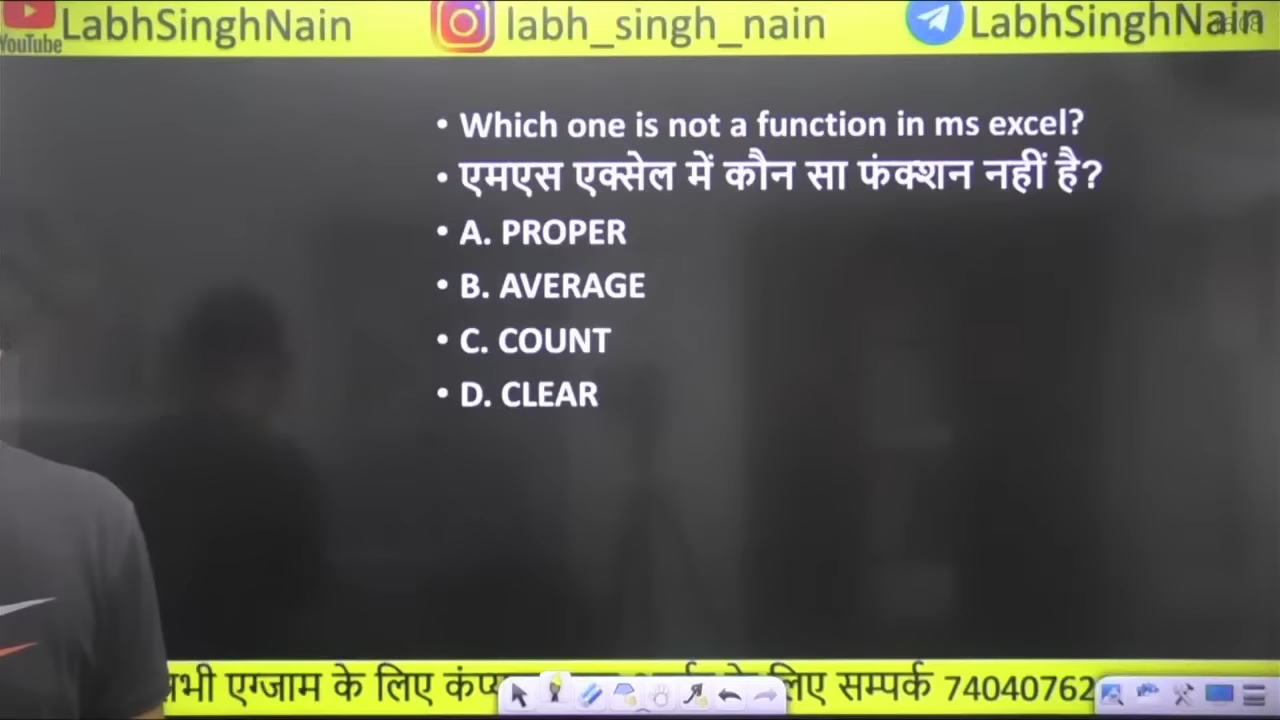 YouTube LabhSinghNain labh_singh_nain LabhSinghNain
• Which one is not a function in ms excel?
• एमएस एक्सेल में कौन सा फंक्शन नहीं है?
• A. PROPER
• B. AVERAGE
• C. COUNT
• D. CLEAR
एग्जाम के लिए सम्पर्क 74040762